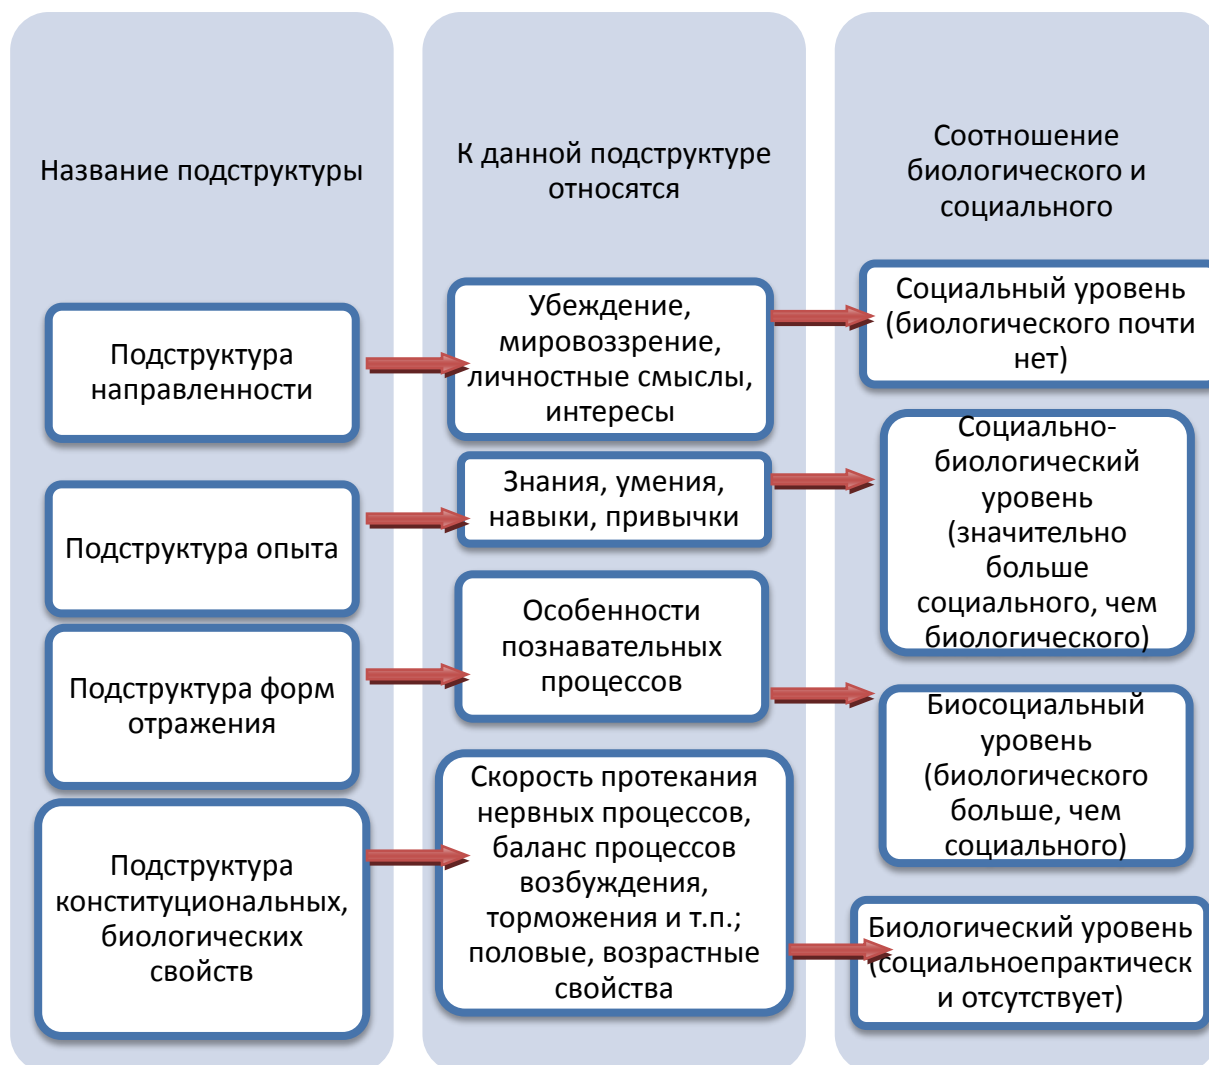 Название подструктуры
К данной подструктуре
относятся
Соотношение
биологического и
социального
Подструктура
направленности
Убеждение,
мировоззрение,
личностные смыслы,
интересы
Социальный уровень
(биологического почти
нет)
Подструктура опыта
Знания, умения,
навыки, привычки
Социально-
биологический
уровень
(значительно
больше
социального, чем
биологического)
Подструктура форм
отражения
Особенности
познавательных
процессов
Биосоциальный
уровень
(биологического
больше, чем
социального)
Подструктура
конституциональных,
биологических
свойств
Скорость протекания
нервных процессов,
баланс процессов
возбуждения,
торможения и т.п.;
половые, возрастные
свойства
Биологический уровень
(социальноепрактическ
и отсутствует)